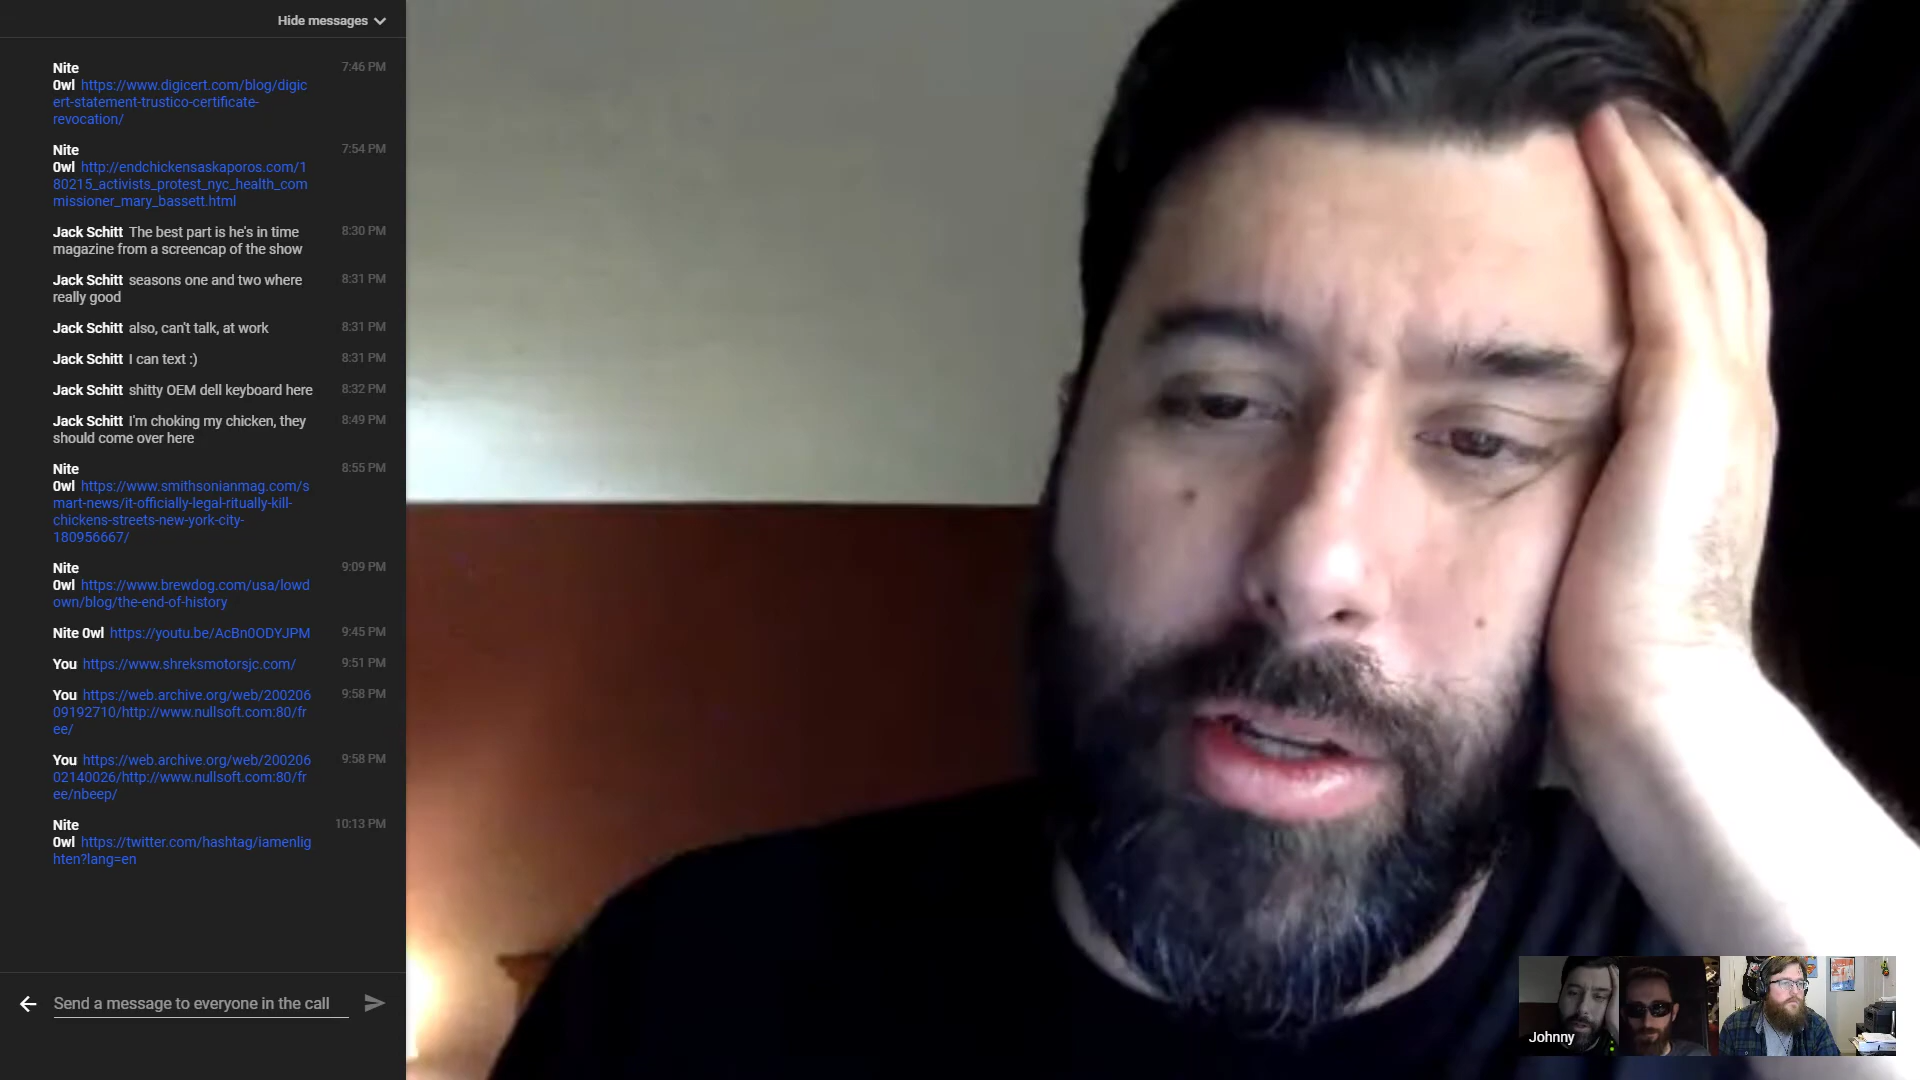 Hide messages
Nite 7:46 PM
0wl https://www.digicert.com/blog/digic
ert-statement-trustico-certificate-
revocation/
Nite 7:54 PM
0wl http://endchickensaskaporos.com/1
80215_activists_protest_nyc_health_com
missioner_mary_bassett.html
Jack Schitt The best part is he's in time 8:30 PM
magazine from a screencap of the show
Jack Schitt seasons one and two where 8:31 PM
really good
Jack Schitt also, can't talk, at work 8:31 PM
Jack Schitt I can text :) 8:31 PM
Jack Schitt shitty OEM dell keyboard here 8:32 PM
Jack Schitt I'm choking my chicken, they 8:49 PM
should come over here
Nite 8:55 PM
0wl https://www.smithsonianmag.com/s
mart-news/it-officially-legal-ritually-kill-
chickens-streets-new-york-city-
180956667/
Nite 9:09 PM
0wl https://www.brewdog.com/usa/lowd
own/blog/the-end-of-history
Nite 0wl https://youtu.be/AcBn0ODYJPM 9:45 PM
You https://www.shreksmotorsjc.com/ 9:51 PM
You https://web.archive.org/web/200206 9:58 PM
09192710/http://www.nullsoft.com:80/fr
ee/
You https://web.archive.org/web/200206 9:58 PM
02140026/http://www.nullsoft.com:80/fr
ee/nbeep/
Nite 10:13 PM
0wl https://twitter.com/hashtag/iamenlig
hten?lang=en
Send a message to everyone in the call
Johnny